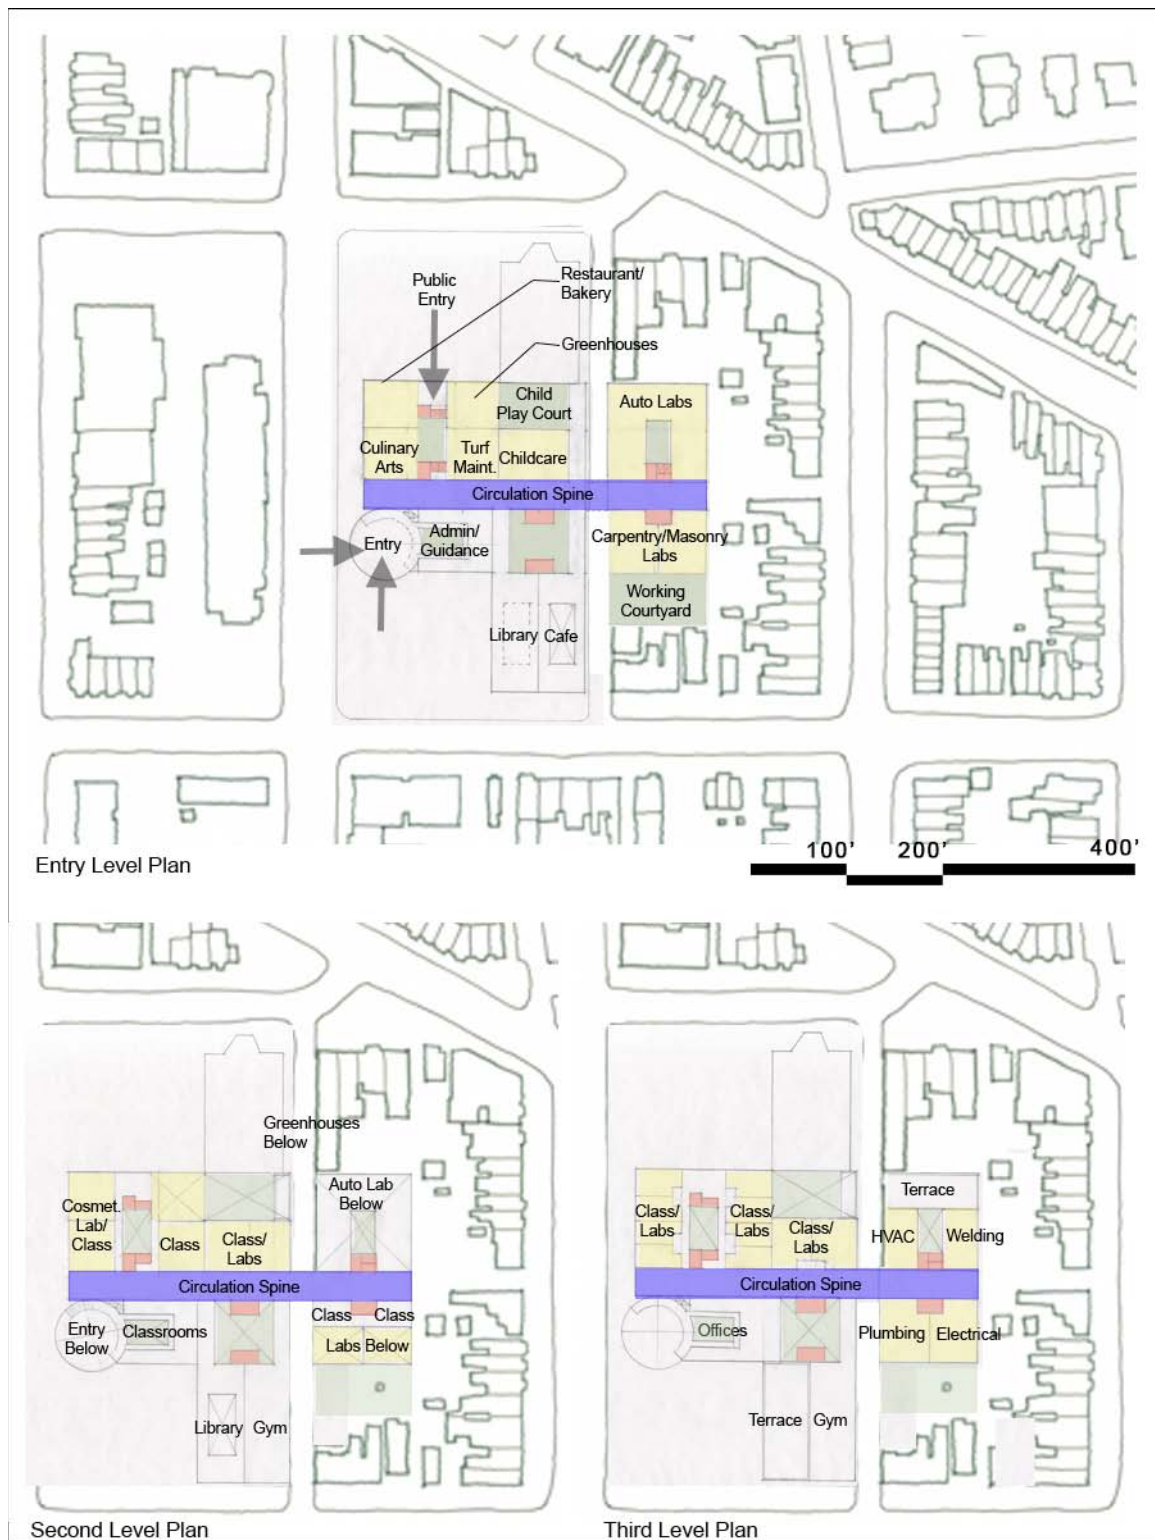 Public
Entry
Restaurant/
Bakery
Greenhouses
Child
Play Court
Auto Labs
Culinary
Arts
Turf
Maint.
Childcare
Circulation Spine
Entry
Admin/
Guidance
Carpentry/Masonry
Labs
Working
Courtyard
Library
Cafe
Entry Level Plan
100'
200'
400'
Greenhouses
Below
Auto Lab
Below
Cosmet.
Lab/
Class
Class
Class/
Labs
Circulation Spine
Class
Class
Entry
Below
Classrooms
Labs Below
Library
Gym
Second Level Plan
Terrace
Class/
Labs
Class/
Labs
Class/
Labs
HVAC
Welding
Circulation Spine
Offices
Plumbing
Electrical
Terrace
Gym
Third Level Plan